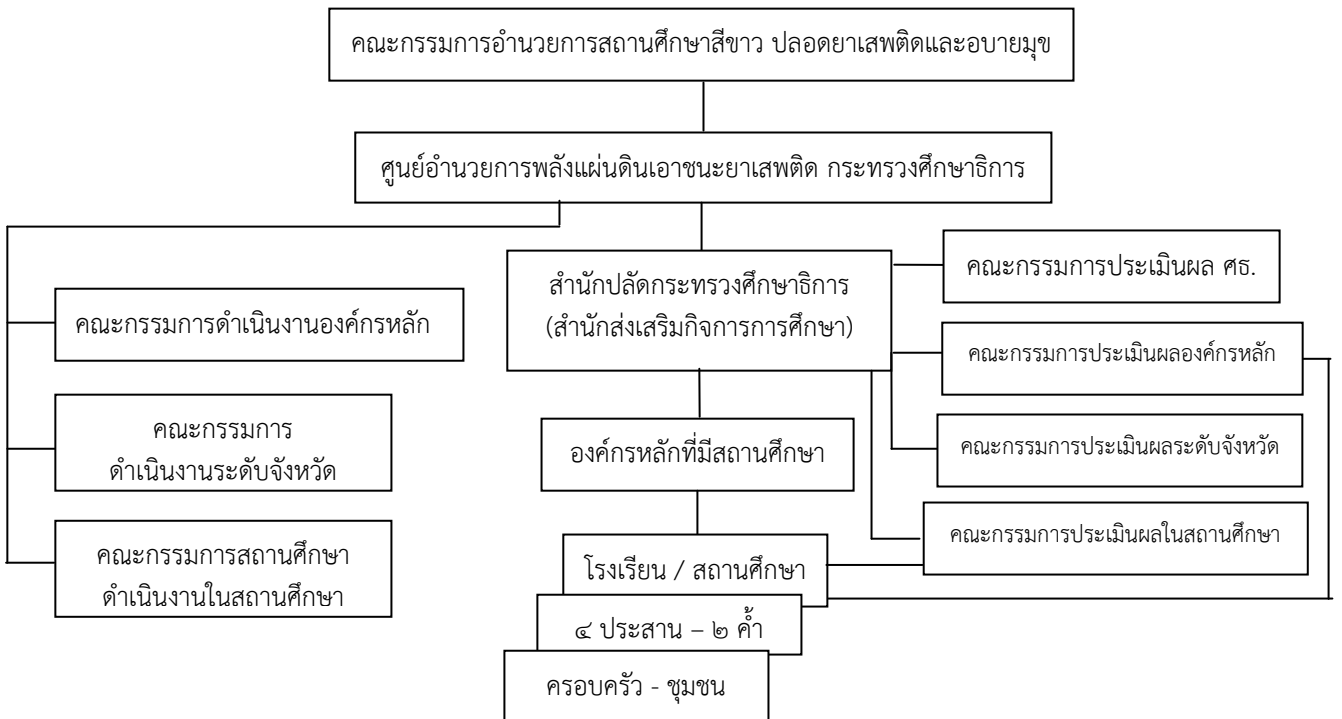 คณะกรรมการอำนวยการสถานศึกษาสีขาว ปลอดยาเสพติดและอบายมุข
ศูนย์อำนวยการพลังแผ่นดินเอาชนะยาเสพติด กระทรวงศึกษาธิการ
คณะกรรมการดำเนินงานองค์กรหลัก
คณะกรรมการ
ดำเนินงานระดับจังหวัด
คณะกรรมการสถานศึกษา
ดำเนินงานในสถานศึกษา
สำนักปลัดกระทรวงศึกษาธิการ
(สำนักส่งเสริมกิจการการศึกษา)
องค์กรหลักที่มีสถานศึกษา
โรงเรียน / สถานศึกษา
๔ ประสาน – ๒ ค้ำ
ครอบครัว - ชุมชน
คณะกรรมการประเมินผล ศธ.
คณะกรรมการประเมินผลองค์กรหลัก
คณะกรรมการประเมินผลระดับจังหวัด
คณะกรรมการประเมินผลในสถานศึกษา